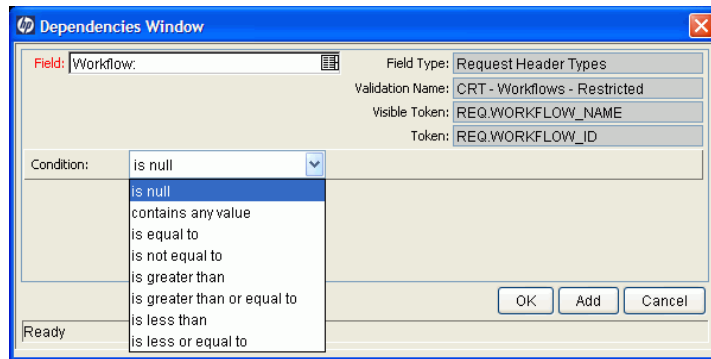 hp Dependencies Window
Field: Workflow:
Field Type: Request Header Types
Validation Name: CRT - Workflows - Restricted
Visible Token: REQ.WORKFLOW_NAME
Token: REQ.WORKFLOW_ID
Condition: is null
is null
contains any value
is equal to
is not equal to
is greater than
is greater than or equal to
is less than
is less or equal to
OK Add Cancel
Ready